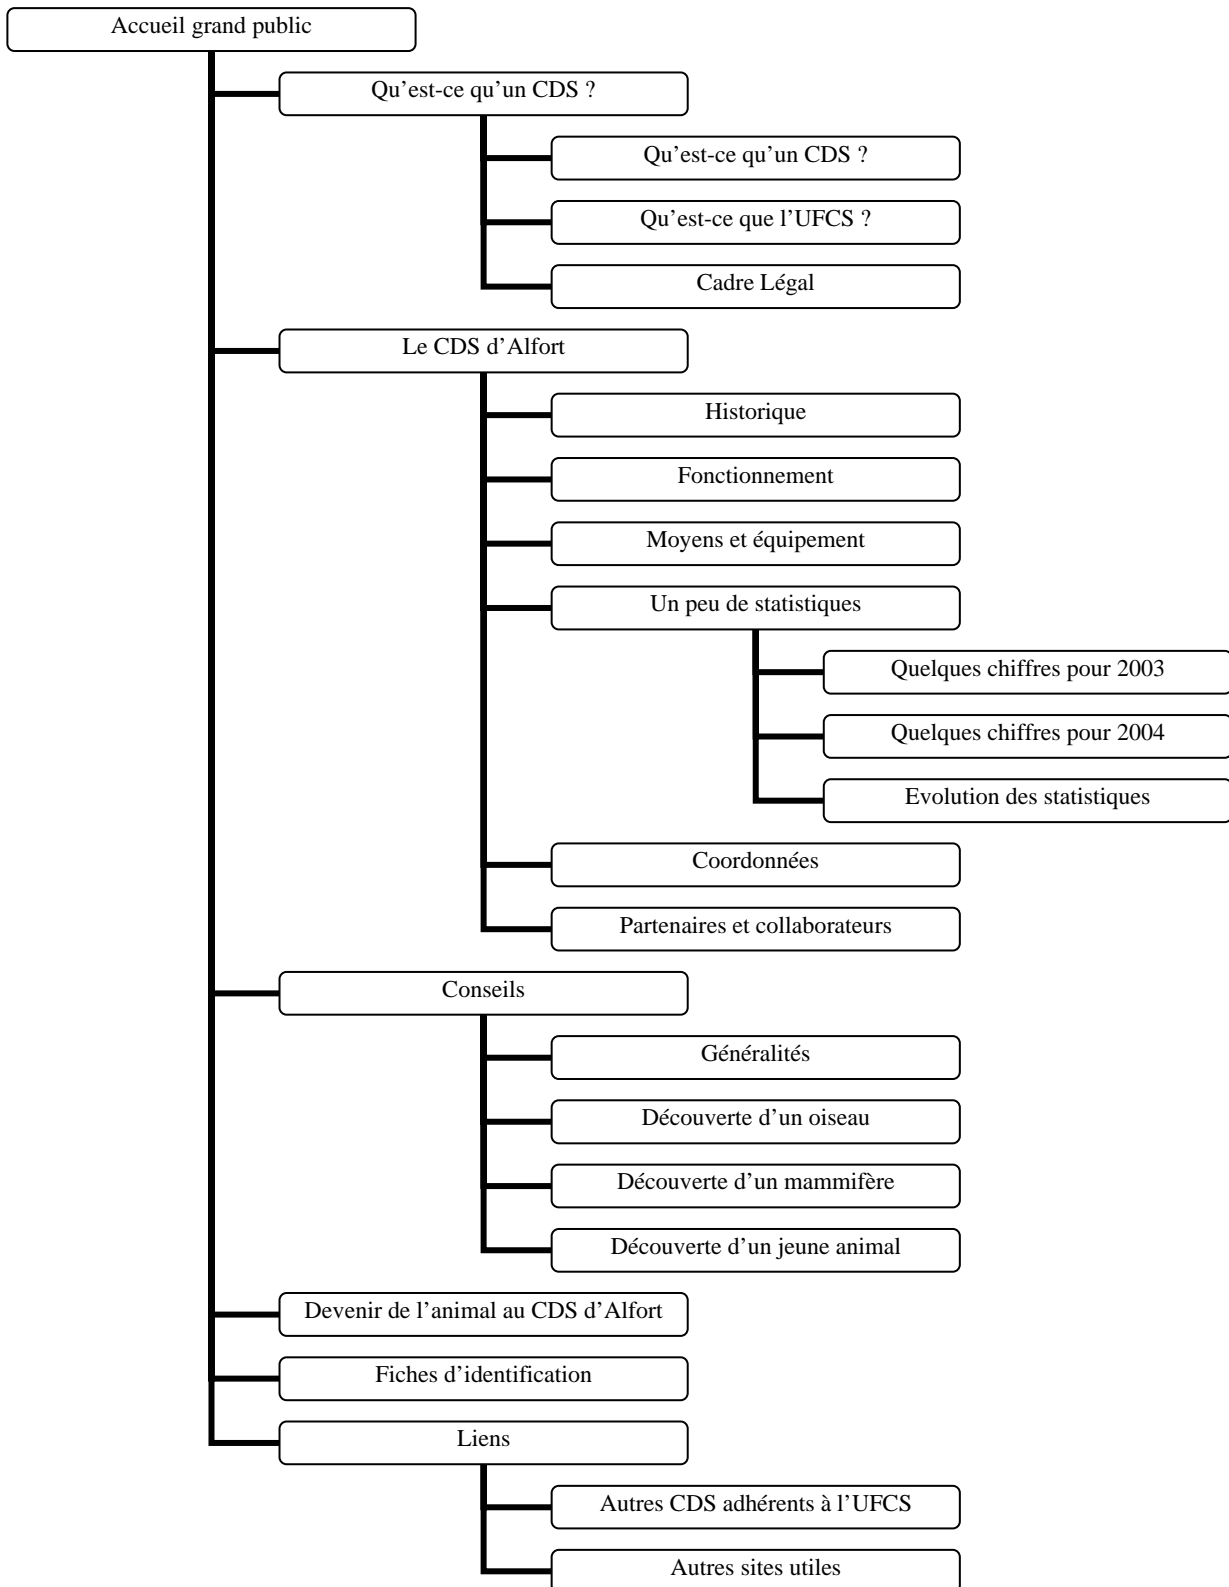 Accueil grand public
Qu’est-ce qu’un CDS ?
Qu’est-ce qu’un CDS ?
Qu’est-ce que l’UFCS ?
Cadre Légal
Le CDS d’Alfort
Historique
Fonctionnement
Moyens et équipement
Un peu de statistiques
Quelques chiffres pour 2003
Quelques chiffres pour 2004
Evolution des statistiques
Coordonnées
Partenaires et collaborateurs
Conseils
Généralités
Découverte d’un oiseau
Découverte d’un mammifère
Découverte d’un jeune animal
Devenir de l’animal au CDS d’Alfort
Fiches d’identification
Liens
Autres CDS adhérents à l’UFCS
Autres sites utiles